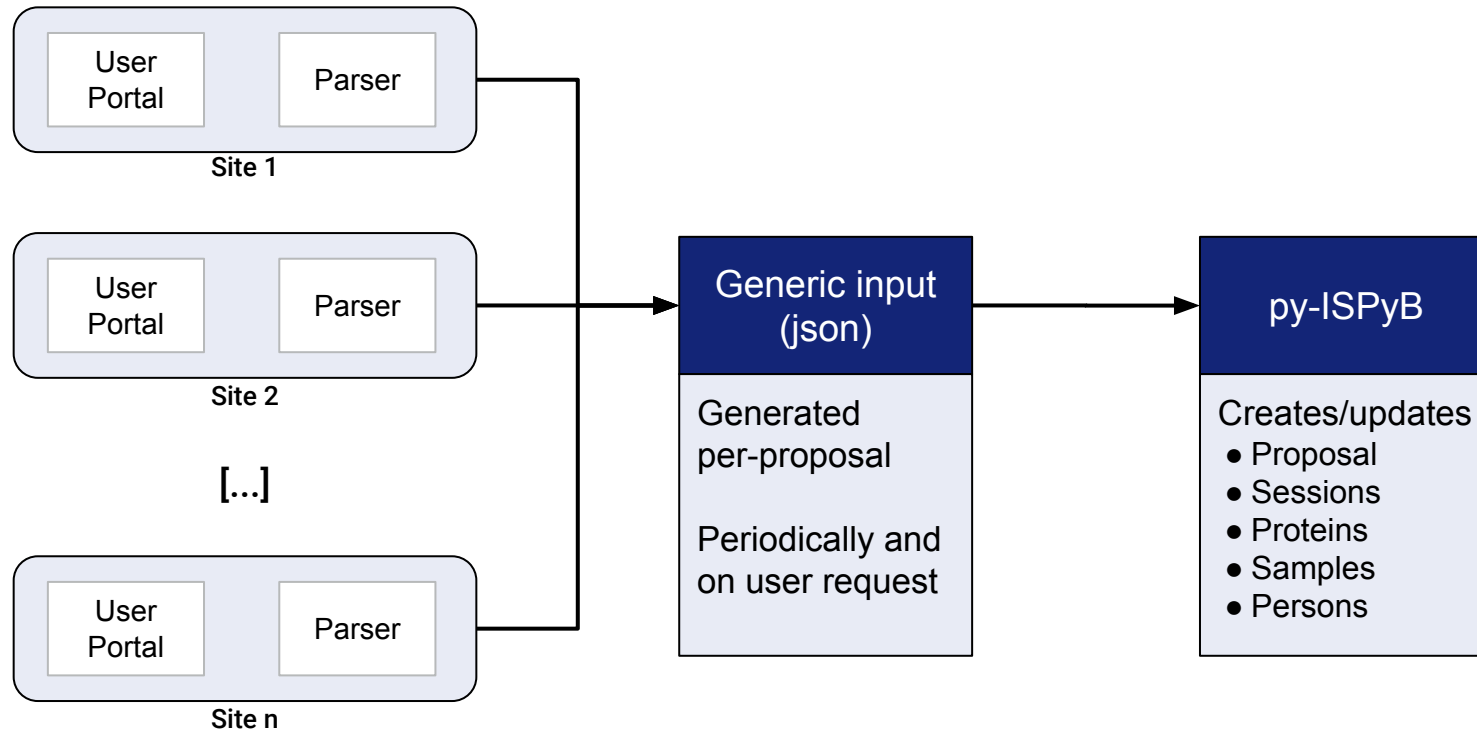 User
Portal
Parser
Site 1
User
Portal
Parser
Site 2
[...]
User
Portal
Parser
Site n
Generic input
(json)
Generated
per-proposal
Periodically and
on user request
py-ISPyB
Creates/updates
● Proposal
● Sessions
● Proteins
● Samples
● Persons